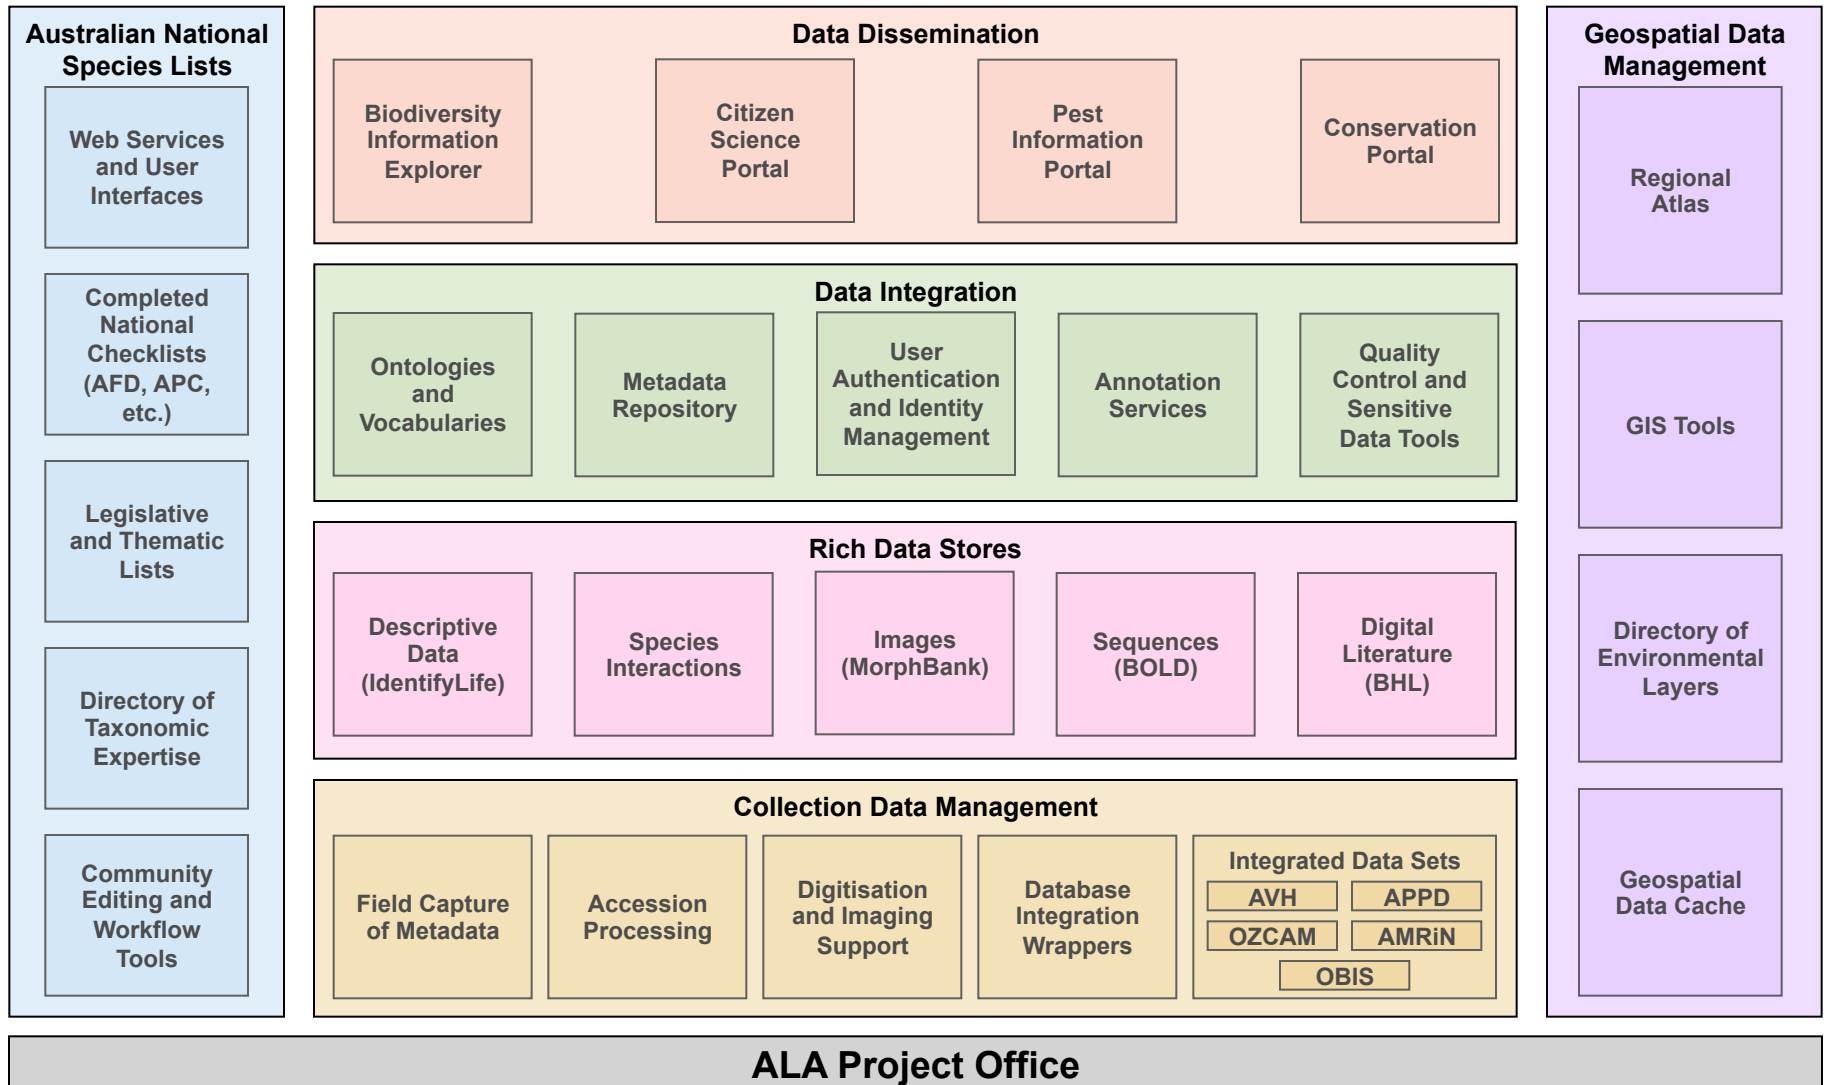 Australian National
Species Lists
Web Services
and User
Interfaces
Completed
National
Checklists
(AFD, APC,
etc.)
Legislative
and Thematic
Lists
Directory of
Taxonomic
Expertise
Community
Editing and
Workflow
Tools
Data Dissemination
Biodiversity
Information
Explorer
Citizen
Science
Portal
Pest
Information
Portal
Conservation
Portal
Data Integration
Ontologies
and
Vocabularies
Metadata
Repository
User
Authentication
and Identity
Management
Annotation
Services
Quality
Control and
Sensitive
Data Tools
Rich Data Stores
Descriptive
Data
(IdentifyLife)
Species
Interactions
Images
(MorphBank)
Sequences
(BOLD)
Digital
Literature
(BHL)
Collection Data Management
Field Capture
of Metadata
Accession
Processing
Digitisation
and Imaging
Support
Database
Integration
Wrappers
Integrated Data Sets
AVH
APPD
OZCAM
AMRiN
OBIS
Geospatial Data
Management
Regional
Atlas
GIS Tools
Directory of
Environmental
Layers
Geospatial
Data Cache
ALA Project Office